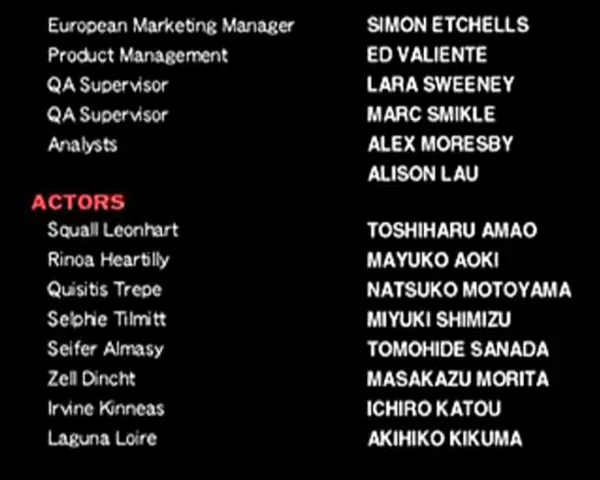 European Marketing Manager SIMON ETCHELLS
Product Management ED VALIENTE
QA Supervisor LARA SWEENEY
QA Supervisor MARC SMIKLE
Analysts ALEX MORESBY
ALISON LAU
ACTORS
Squall Leonhart TOSHIHARU AMAO
Rinoa Heartilly MAYUKO AOKI
Quisitis Trepe NATSUKO MOTOYAMA
Selphie Tilmitt MIYUKI SHIMIZU
Seifer Almasy TOMOHIDE SANADA
Zell Dincht MASAKAZU MORITA
Irvine Kinneas ICHIRO KATOU
Laguna Loire AKIHIKO KIKUMA